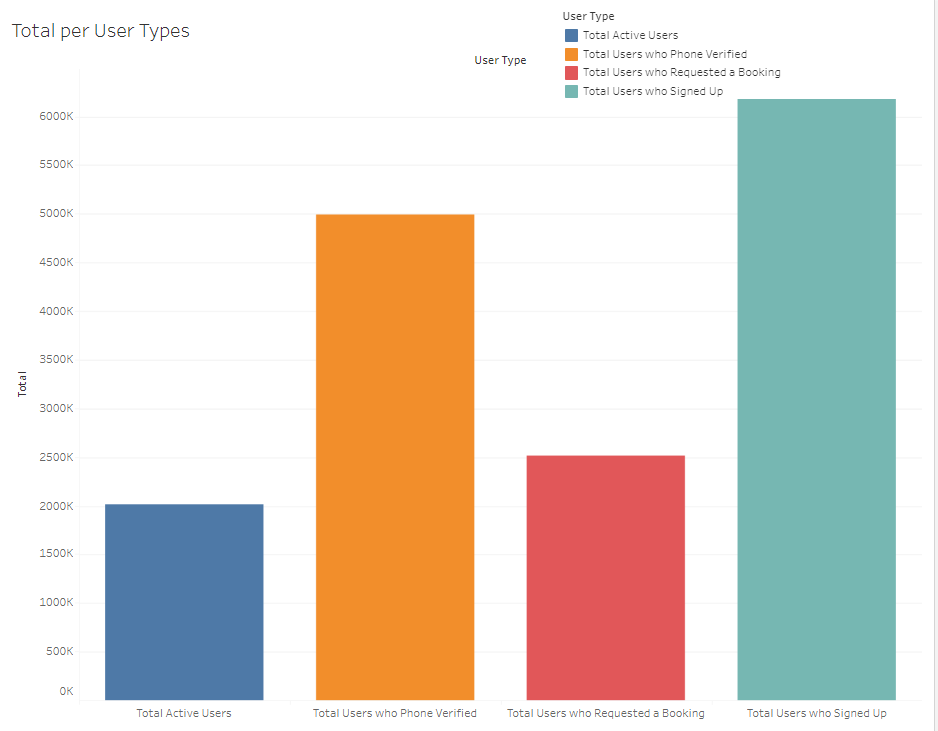 Total per User Types
User Type
Total Active Users
Total Users who Phone Verified
Total Users who Requested a Booking
Total Users who Signed Up
User Type
6000K
5500K
5000K
4500K
4000K
3500K
3000K
2500K
2000K
1500K
1000K
500K
0K
Total
Total Active Users
Total Users who Phone Verified
Total Users who Requested a Booking
Total Users who Signed Up